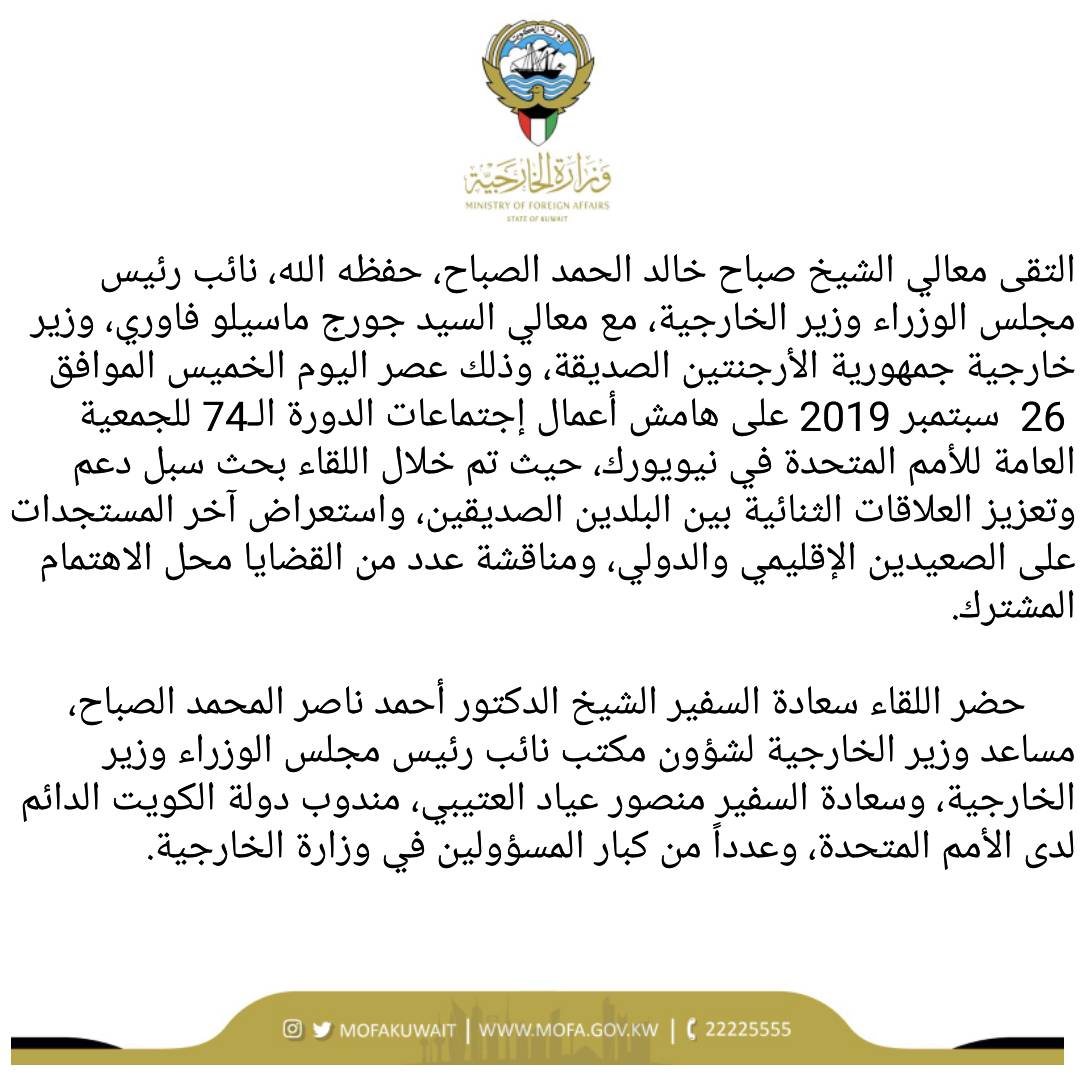 دولة الكويت
وزارة الخارجية
MINISTRY OF FOREIGN AFFAIRS
STATE OF KUWAIT
التقى معالي الشيخ صباح خالد الحمد الصباح، حفظه الله، نائب رئيس
مجلس الوزراء وزير الخارجية، مع معالي السيد جورج ماسيلو فاوري، وزير
خارجية جمهورية الأرجنتين الصديقة، وذلك عصر اليوم الخميس الموافق
26 سبتمبر 2019 على هامش أعمال إجتماعات الدورة الـ74 للجمعية
العامة للأمم المتحدة في نيويورك، حيث تم خلال اللقاء بحث سبل دعم
وتعزيز العلاقات الثنائية بين البلدين الصديقين، واستعراض آخر المستجدات
على الصعيدين الإقليمي والدولي، ومناقشة عدد من القضايا محل الاهتمام
المشترك.
حضر اللقاء سعادة السفير الشيخ الدكتور أحمد ناصر المحمد الصباح،
مساعد وزير الخارجية لشؤون مكتب نائب رئيس مجلس الوزراء وزير
الخارجية، وسعادة السفير منصور عياد العتيبي، مندوب دولة الكويت الدائم
لدى الأمم المتحدة، وعدداً من كبار المسؤولين في وزارة الخارجية.
MOFAKUWAIT | WWW.MOFA.GOV.KW | 22225555